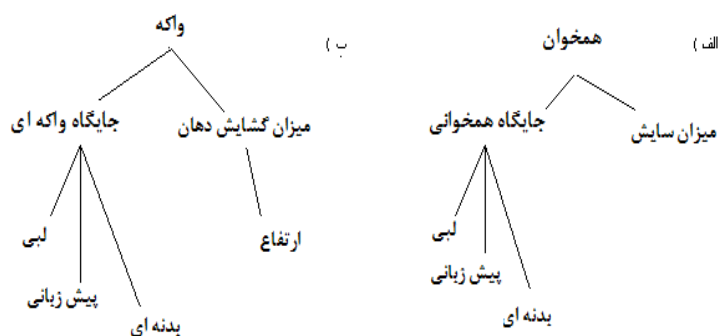 الف )
همخوان
میزان سایش
جایگاه همخوانی
لبی
پیش زبانی
بدنه ای
ب )
واکه
میزان گشایش دهان
جایگاه واکه ای
ارتفاع
لبی
پیش زبانی
بدنه ای